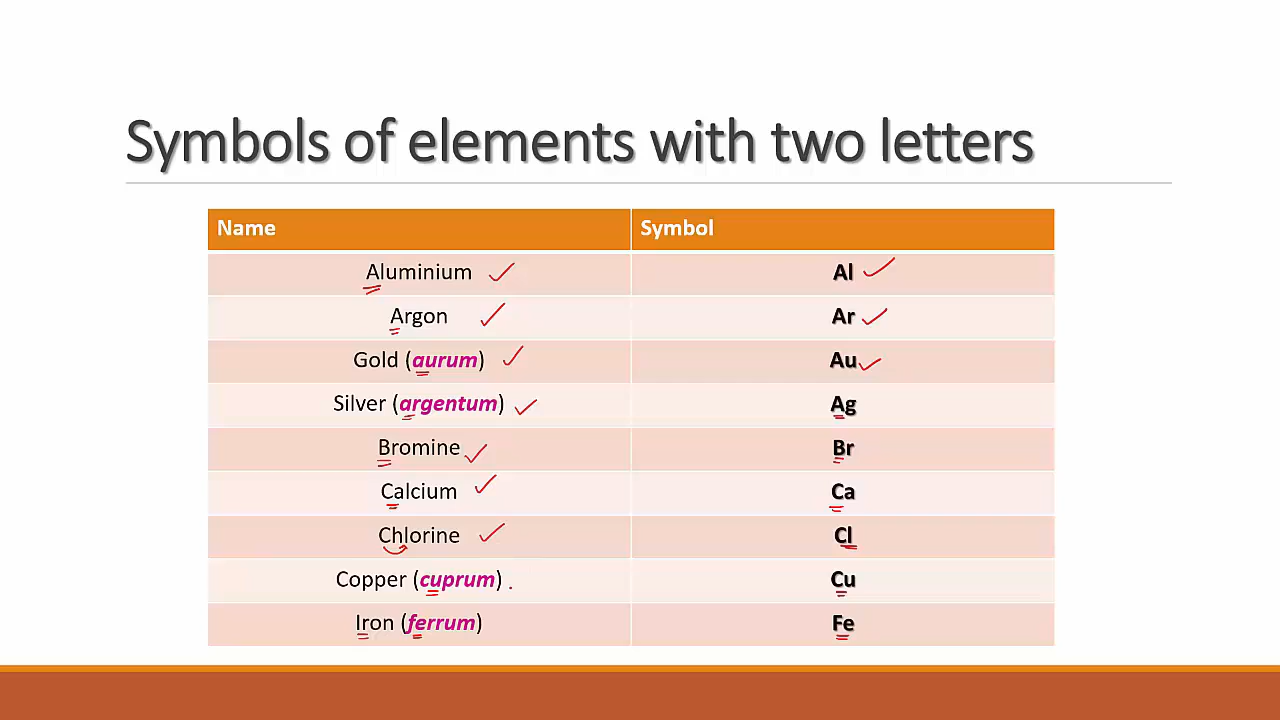 Symbols of elements with two letters
Name Symbol
Aluminium Al
Argon Ar
Gold (aurum) Au
Silver (argentum) Ag
Bromine Br
Calcium Ca
Chlorine Cl
Copper (cuprum) Cu
Iron (ferrum) Fe